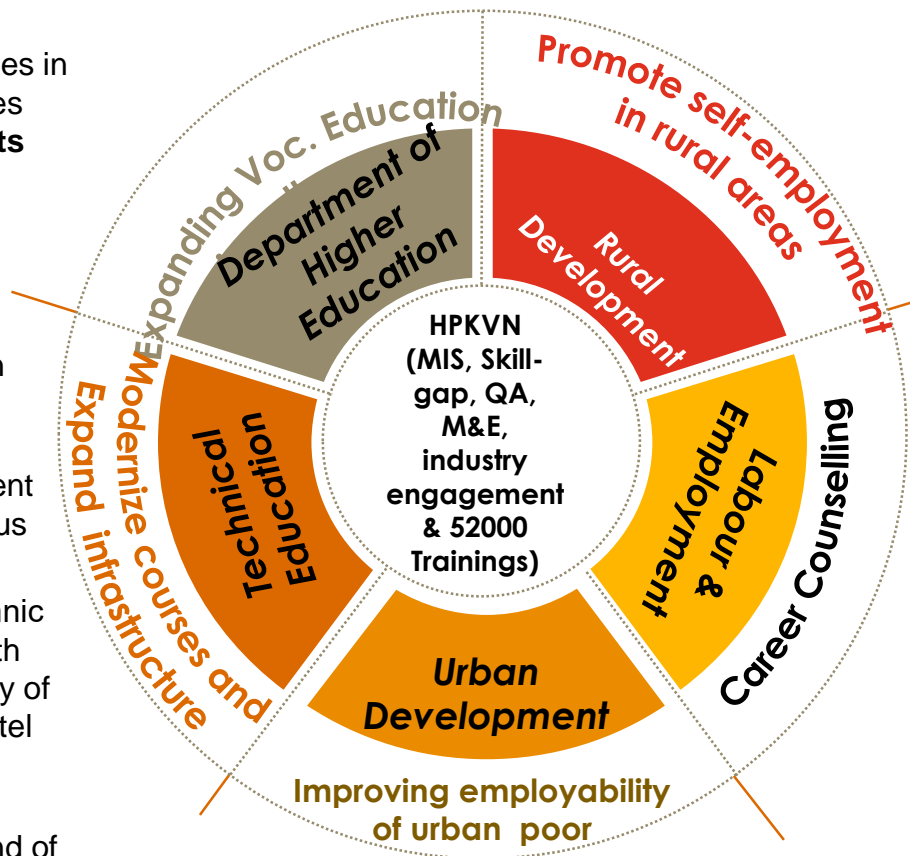 es in
es
ts
n
ent
us
nnic
th
y of
tel
nd of
Expanding Voc. Education
Department of
Higher
Education
Promote self-employment
in rural areas
Rural
Development
Labour &
Employment
Career Counselling
Urban
Development
Improving employability
of urban poor
Technical
Education
Modernize courses and
Expand infrastructure
HPKVN
(MIS, Skill-
gap, QA,
M&E,
industry
engagement
& 52000
Trainings)